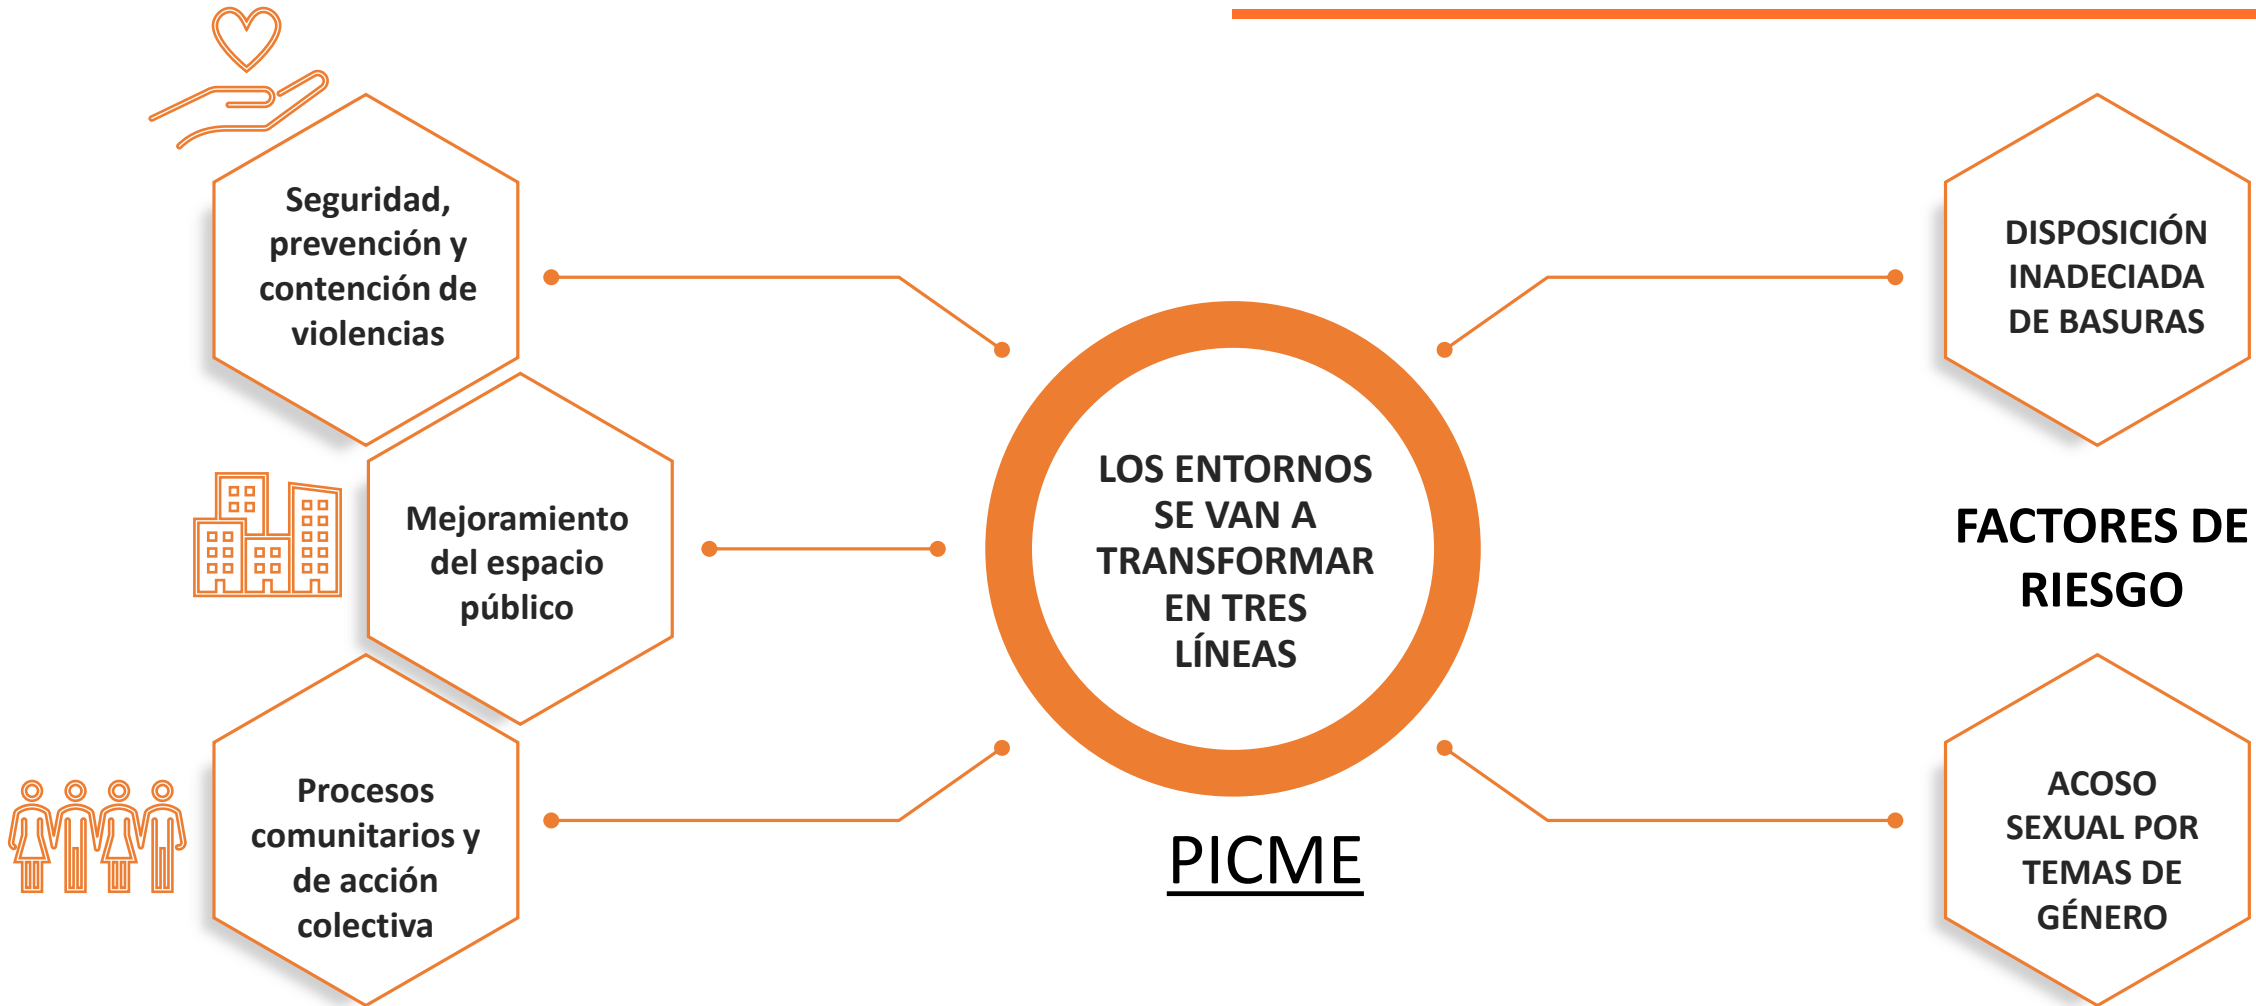 Seguridad,
prevención y
contención de
violencias
Mejoramiento
del espacio
público
Procesos
comunitarios y
de acción
colectiva
LOS ENTORNOS
SE VAN A
TRANSFORMAR
EN TRES
LÍNEAS
PICME
DISPOSICIÓN
INADECIADA
DE BASURAS
FACTORES DE
RIESGO
ACOSO
SEXUAL POR
TEMAS DE
GÉNERO